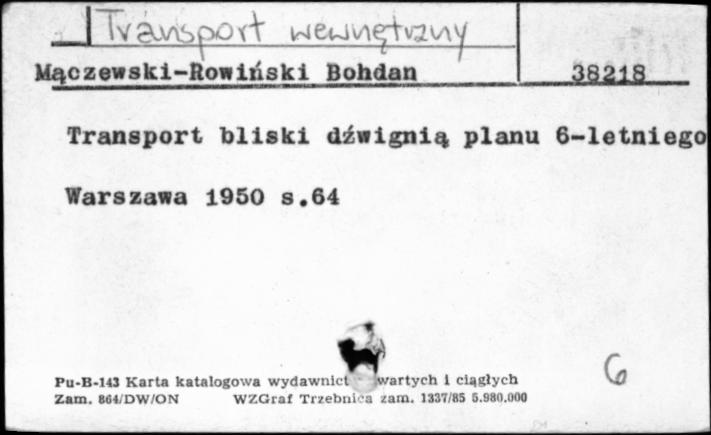 Transport wewnętrzny
Mączewski-Rowiński Bohdan 38218
Transport bliski dźwignią planu 6-letniego
Warszawa 1950 s.64
6
Pu-B-143 Karta katalogowa wydawnict wartych i ciągłych
Zam. 864/DW/ON WZGraf Trzebnica zam. 1337/85 5.980.000